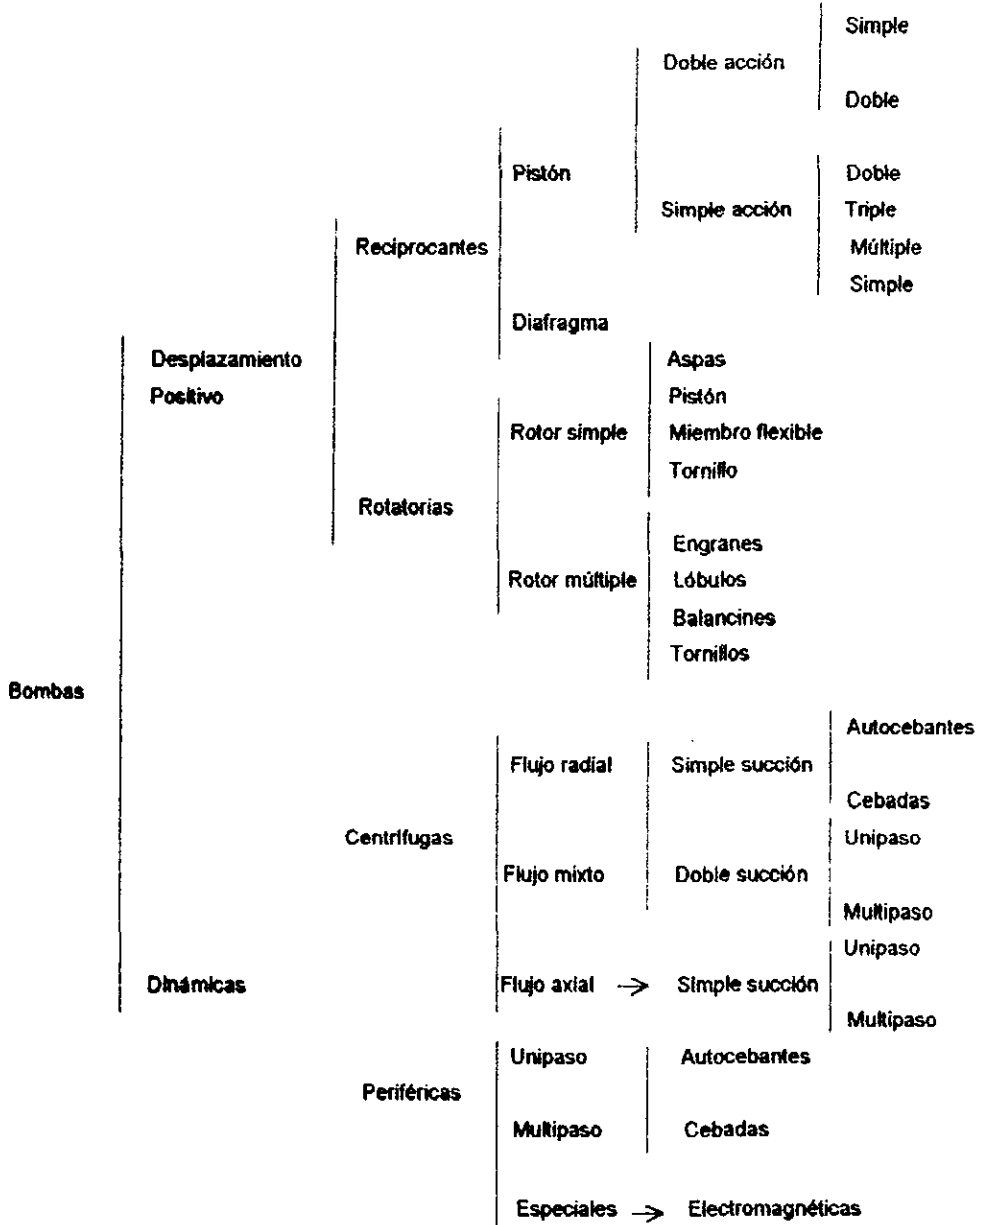 Simple
Doble acción
Doble
Pistón
Doble
Simple acción
Triple
Recíprocantes
Múltiple
Simple
Diafragma
Desplazamiento
Positivo
Aspas
Pistón
Rotor simple
Miembro flexible
Tornillo
Rotatorias
Engranes
Rotor múltiple
Lóbulos
Balancines
Tornillos
Bombas
Autocebantes
Flujo radial
Simple succión
Cebadas
Centrífugas
Unipaso
Flujo mixto
Doble succión
Multipaso
Unipaso
Dinámicas
Flujo axial
Simple succión
Multipaso
Unipaso
Autocebantes
Periféricas
Multipaso
Cebadas
Especiales
Electromagnéticas